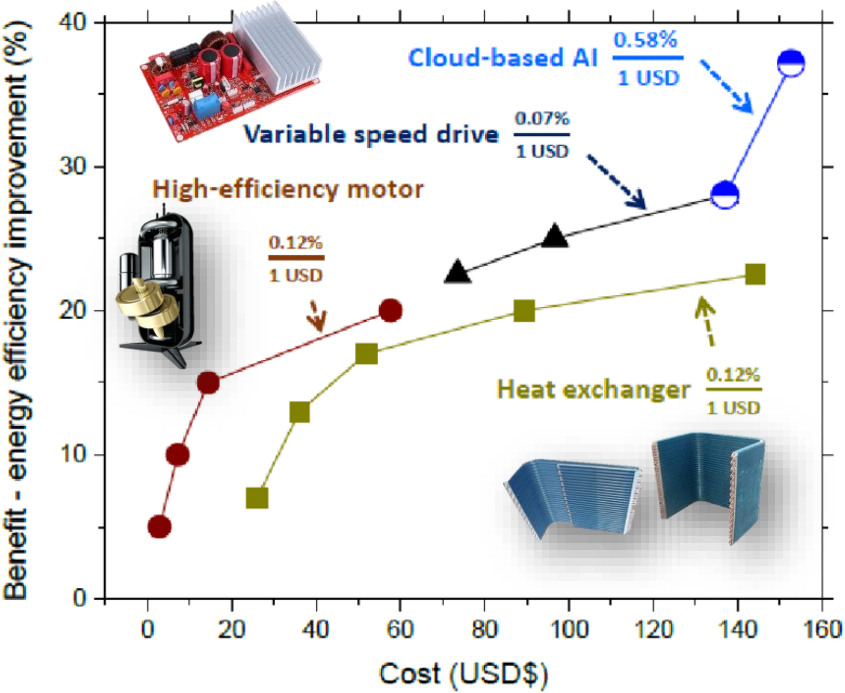 Benefit - energy efficiency improvement (%)
40
30
20
10
0
Cloud-based AI
0.58%
1 USD
Variable speed drive
0.07%
1 USD
High-efficiency motor
0.12%
1 USD
Heat exchanger
0.12%
1 USD
0 20 40 60 80 100 120 140 160
Cost (USD$)